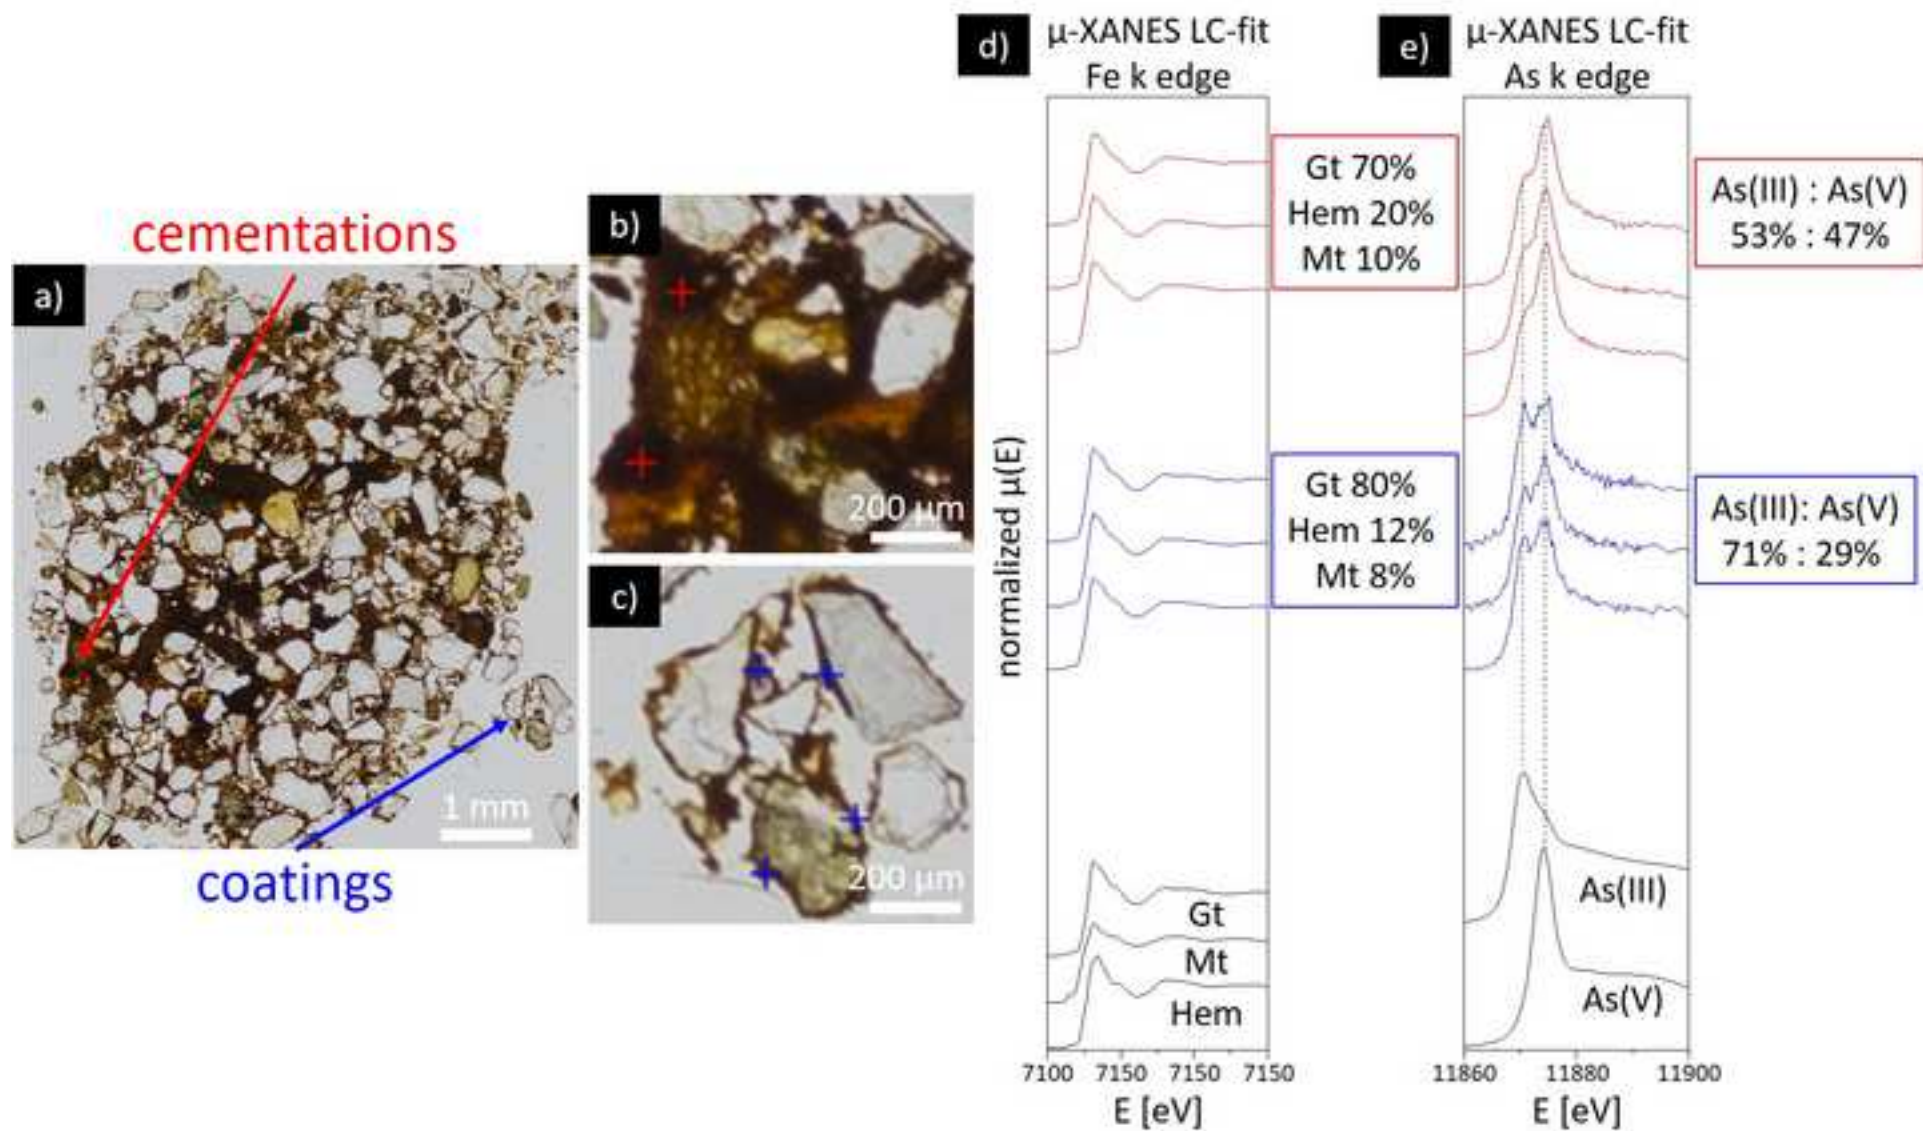 cementations
a)
1 mm
coatings
b)
200 µm
c)
200 µm
d)
µ-XANES LC-fit
Fe k edge
normalized µ(E)
Gt 70%
Hem 20%
Mt 10%
Gt 80%
Hem 12%
Mt 8%
Gt
Mt
Hem
7100 7150 7150 7150
E [eV]
e)
µ-XANES LC-fit
As k edge
As(III) : As(V)
53% : 47%
As(III): As(V)
71% : 29%
As(III)
As(V)
11860 11880 11900
E [eV]